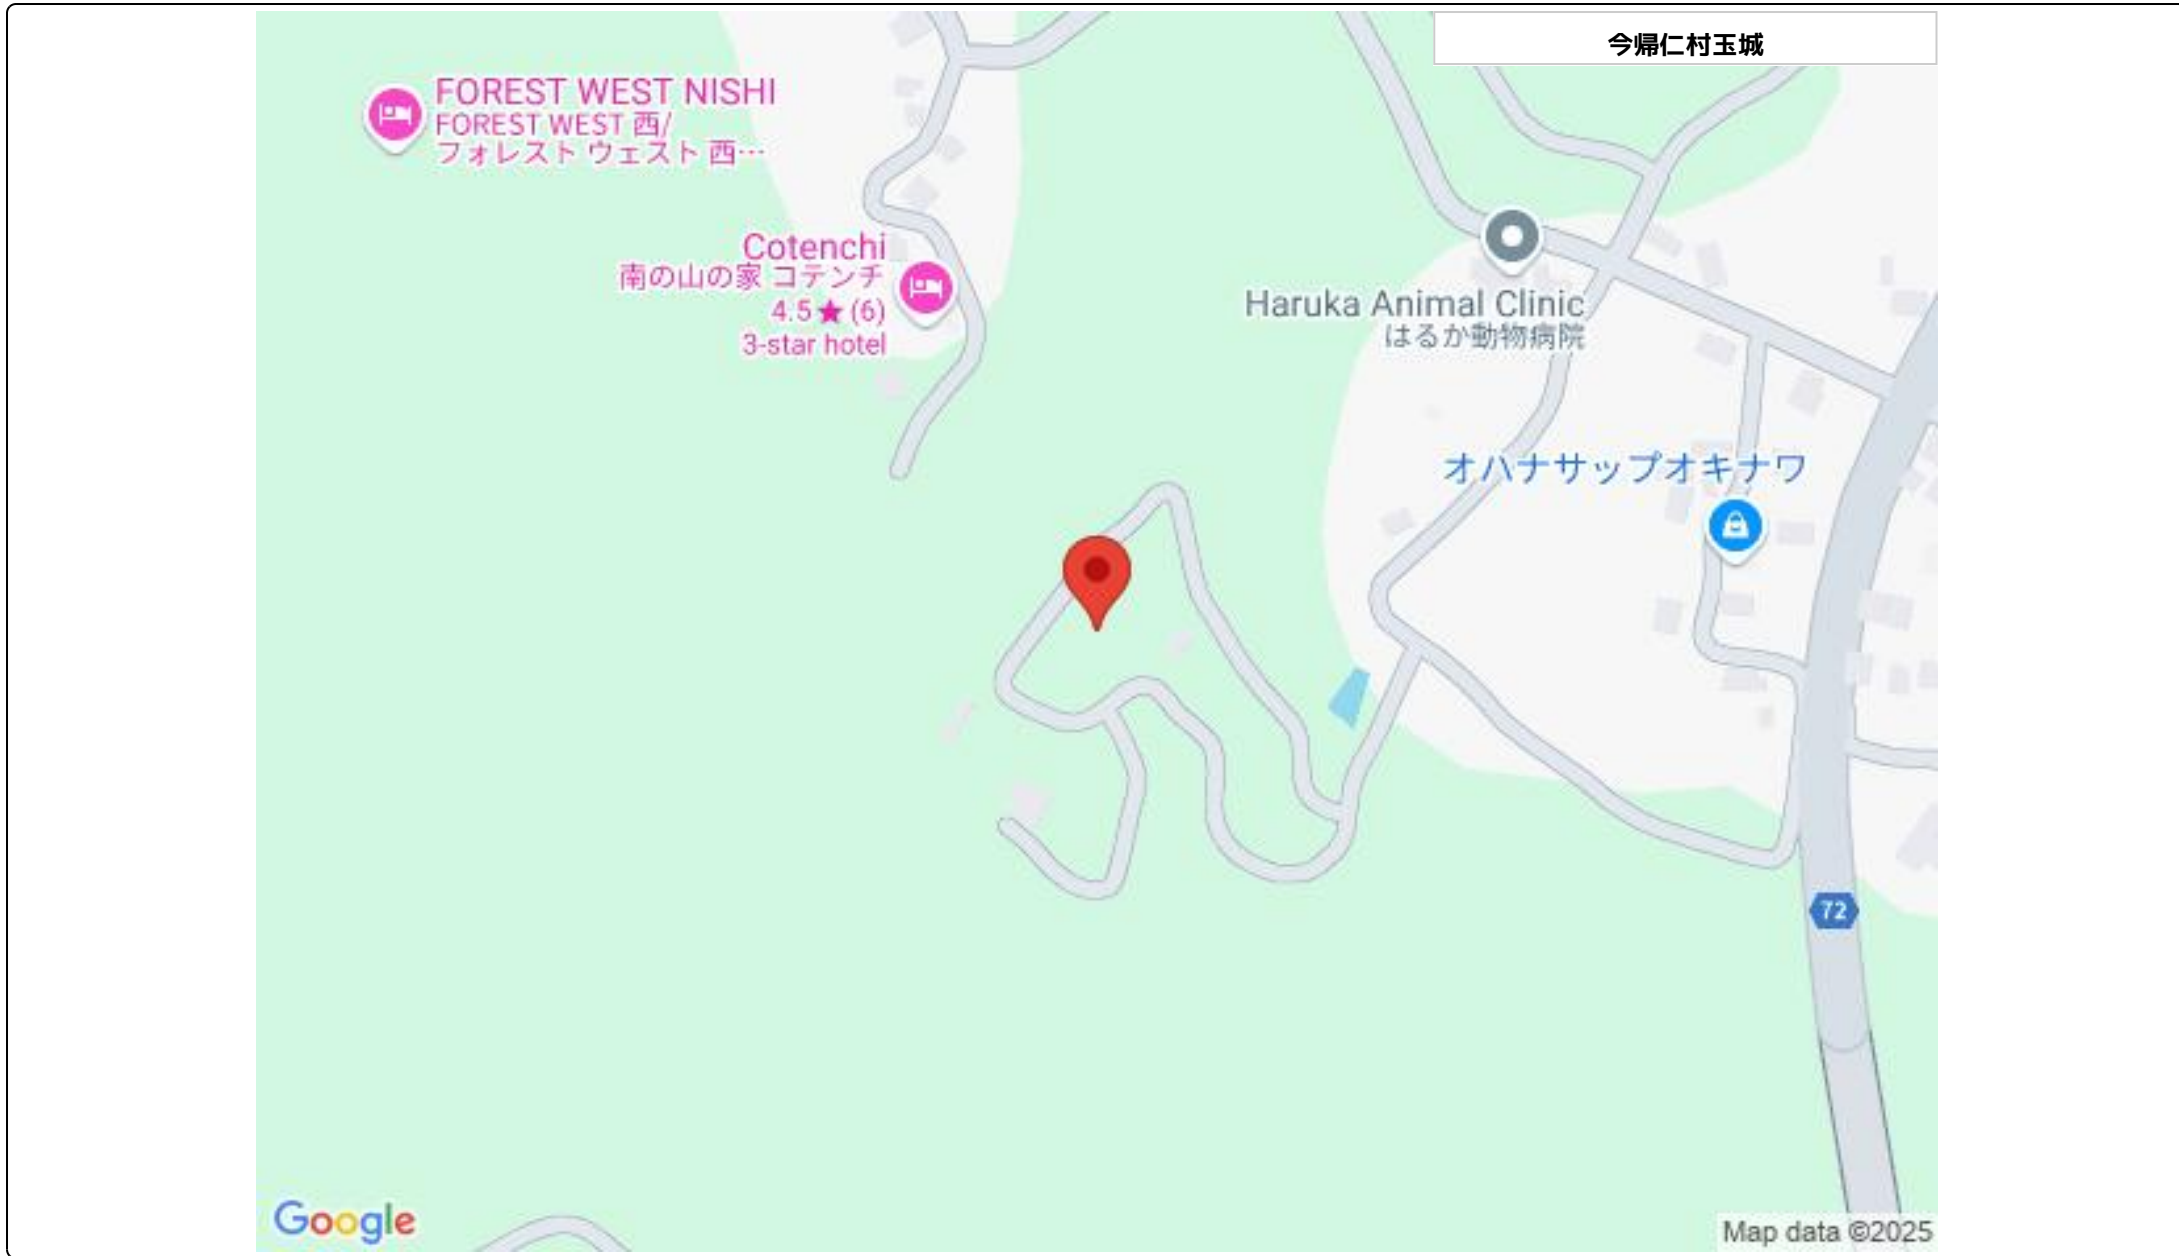 今帰仁村玉城
FOREST WEST NISHI
FOREST WEST 西/
フォレスト ウェスト 西…
Cotenchi
南の山の家 コテンチ
4.5★(6)
3-star hotel
Haruka Animal Clinic
はるか動物病院
オハナサップオキナワ
72
Google
Map data ©2025